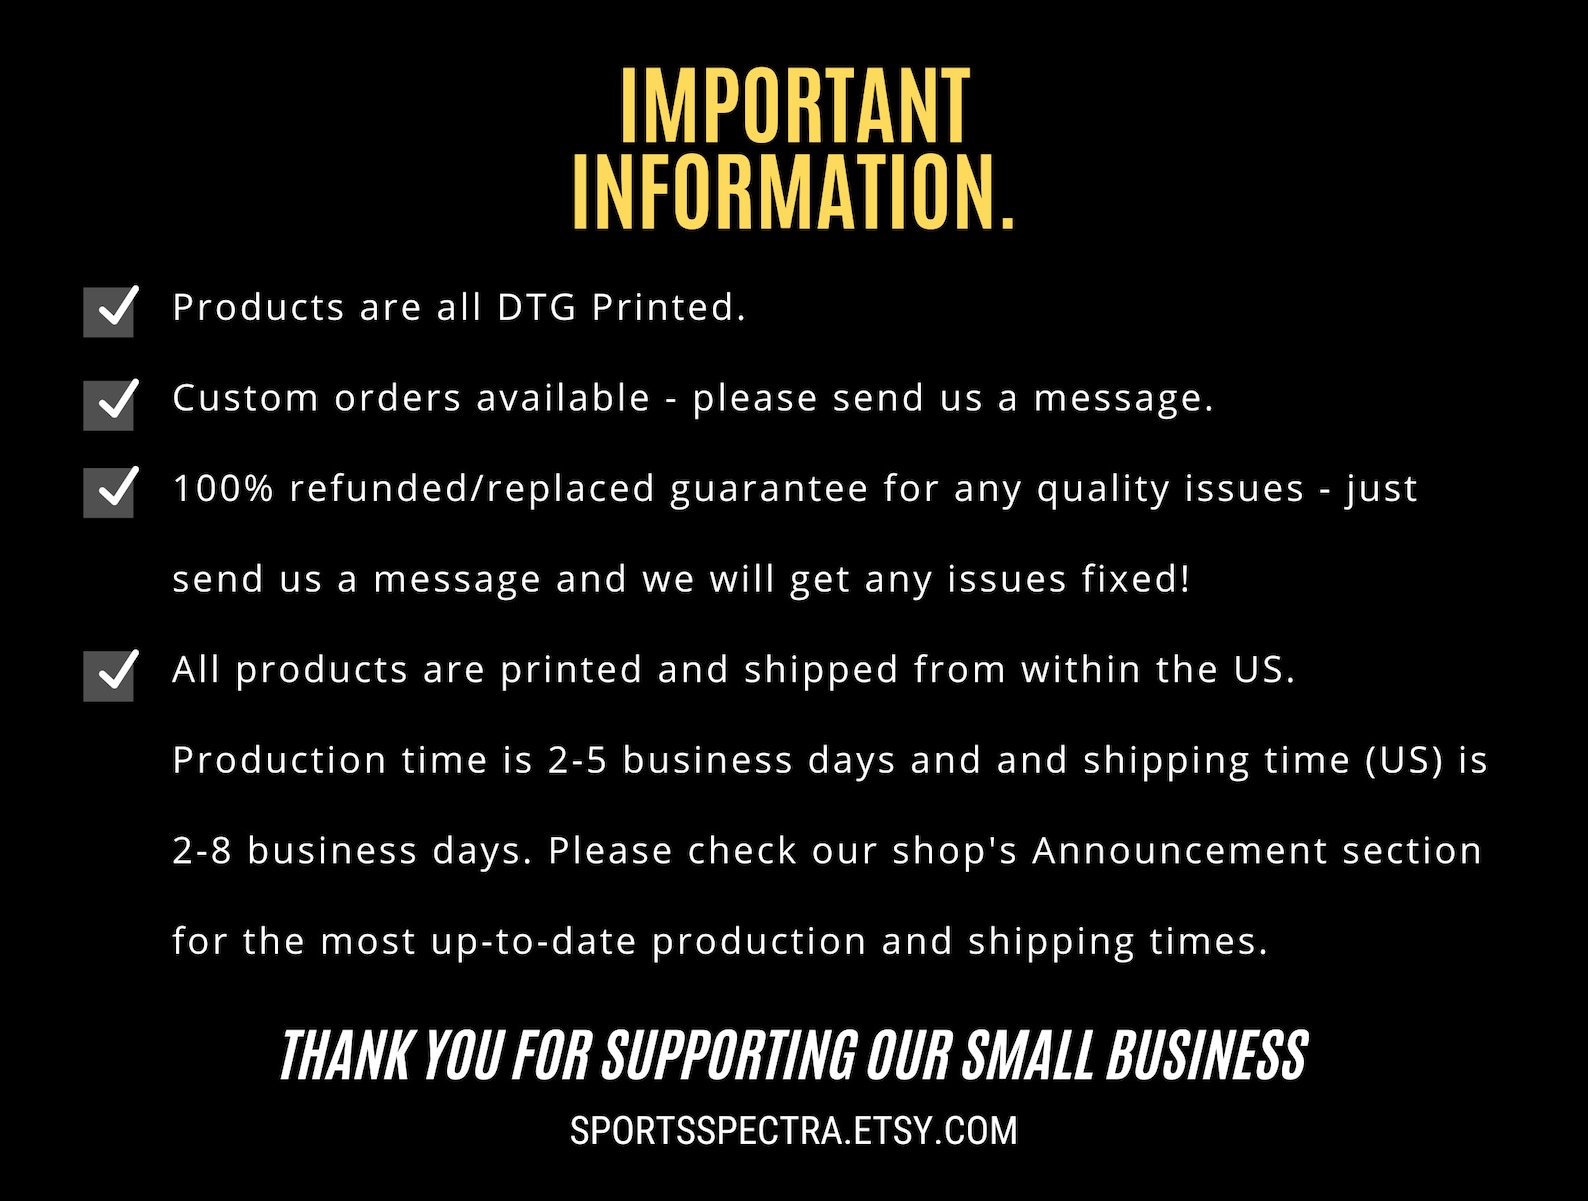 IMPORTANT
INFORMATION.
Products are all DTG Printed.
Custom orders available - please send us a message.
100% refunded/replaced guarantee for any quality issues - just
send us a message and we will get any issues fixed!
All products are printed and shipped from within the US.
Production time is 2-5 business days and and shipping time (US) is
2-8 business days. Please check our shop's Announcement section
for the most up-to-date production and shipping times.
THANK YOU FOR SUPPORTING OUR SMALL BUSINESS
SPORTSSPECTRA.ETSY.COM